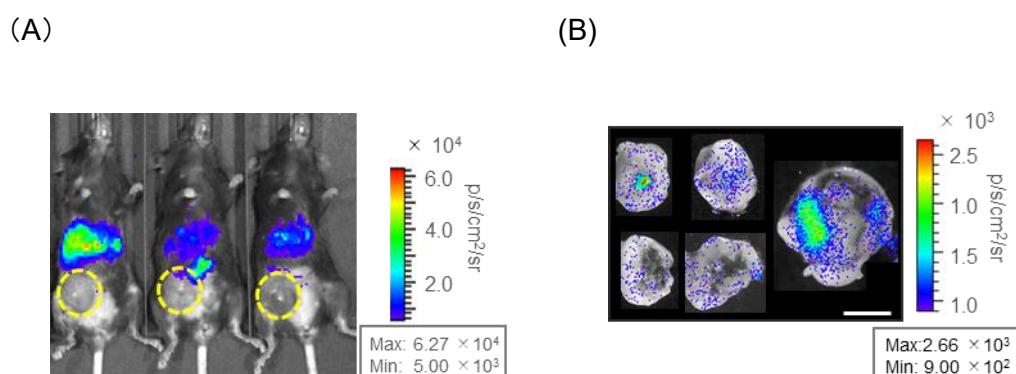 (A)
(B)
× 10⁴
6.0
4.0
2.0
p/s/cm²/sr
Max: 6.27 × 10⁴
Min: 5.00 × 10³
× 10³
2.5
1.0
1.5
1.0
p/s/cm²/sr
Max:2.66 × 10³
Min: 9.00 × 10²